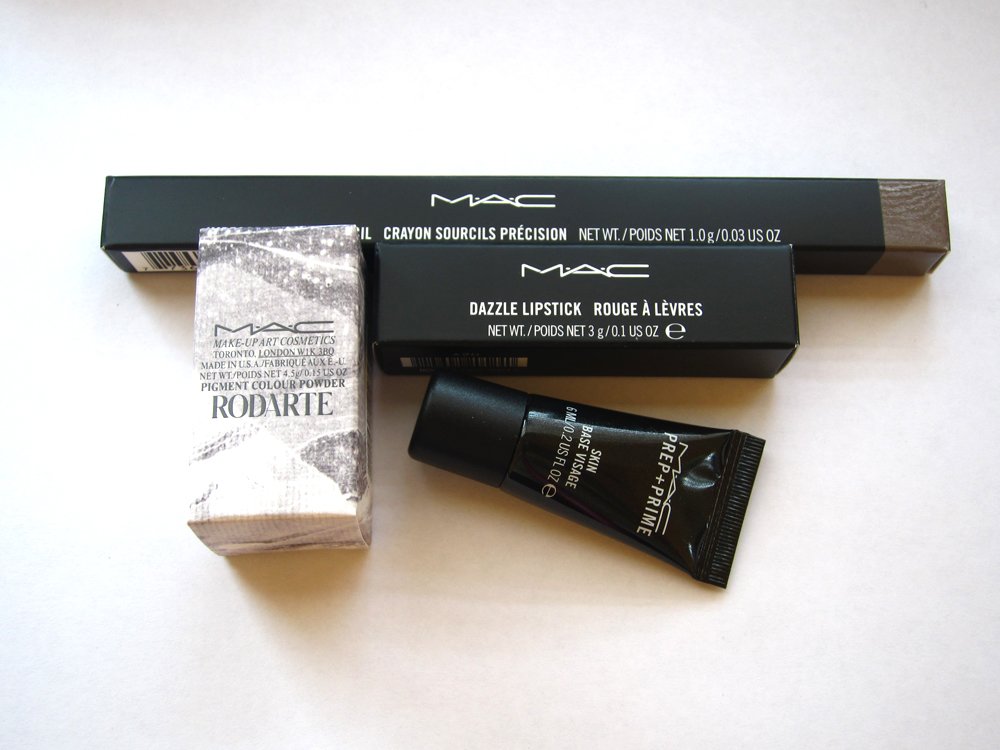 M·A·C
CIL CRAYON SOURCILS PRÉCISION NET WT. / POIDS NET 1.0 g / 0.03 US OZ
M·A·C
DAZZLE LIPSTICK ROUGE À LÈVRES
NET WT. / POIDS NET 3 g / 0.1 US OZ ℮
M·A·C
MAKE-UP ART COSMETICS
TORONTO, LONDON W1K 3BQ
MADE IN U.S.A./FABRIQUÉ AUX É.-U.
NET WT./POIDS NET 4.5g/0.15 US OZ
PIGMENT COLOUR POWDER
RODARTE
M·A·C
PREP+PRIME
SKIN
BASE VISAGE
6 ML/0.2 US FL OZ ℮